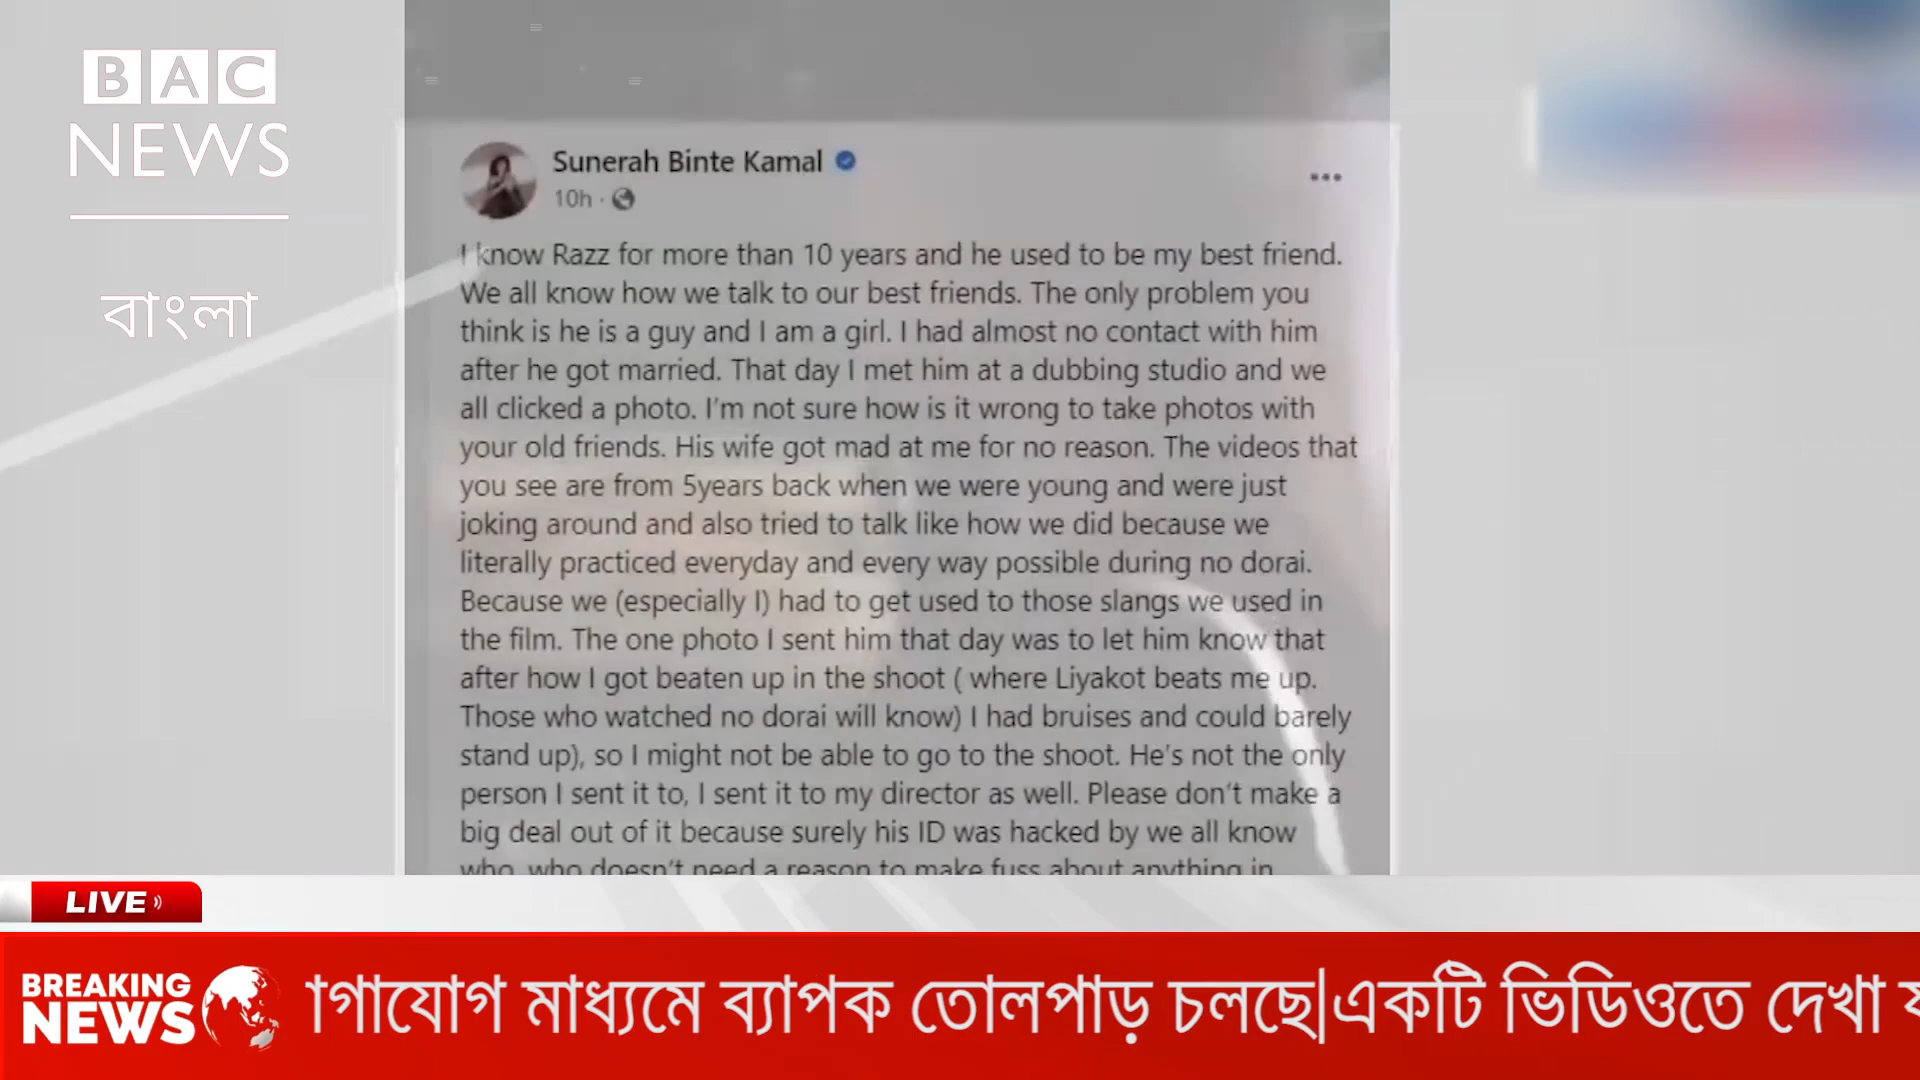 BAC
NEWS
বাংলা
Sunerah Binte Kamal
10h ·
I know Razz for more than 10 years and he used to be my best friend.
We all know how we talk to our best friends. The only problem you
think is he is a guy and I am a girl. I had almost no contact with him
after he got married. That day I met him at a dubbing studio and we
all clicked a photo. I'm not sure how is it wrong to take photos with
your old friends. His wife got mad at me for no reason. The videos that
you see are from 5years back when we were young and were just
joking around and also tried to talk like how we did because we
literally practiced everyday and every way possible during no dorai.
Because we (especially I) had to get used to those slangs we used in
the film. The one photo I sent him that day was to let him know that
after how I got beaten up in the shoot ( where Liyakot beats me up.
Those who watched no dorai will know) I had bruises and could barely
stand up), so I might not be able to go to the shoot. He's not the only
person I sent it to, I sent it to my director as well. Please don't make a
big deal out of it because surely his ID was hacked by we all know
who, who doesn't need a reason to make fuss about anything in
LIVE
BREAKING
NEWS
াগাযোগ মাধ্যমে ব্যাপক তোলপাড় চলছে|একটি ভিডিওতে দেখা